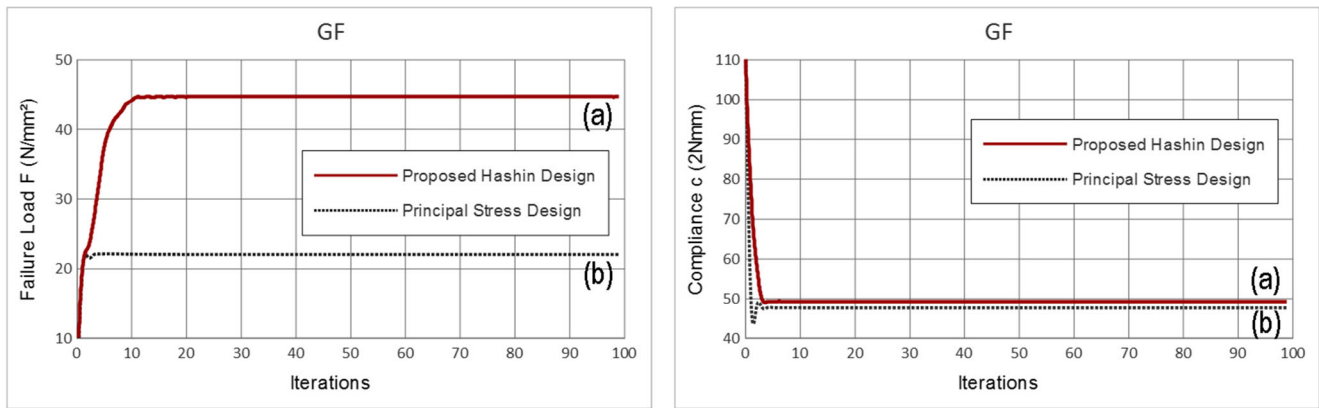 GF
50
40
30
20
10
0 10 20 30 40 50 60 70 80 90 100
Failure Load F (N/mm²)
Iterations
Proposed Hashin Design
Principal Stress Design
(a)
(b)
GF
110
100
90
80
70
60
50
40
0 10 20 30 40 50 60 70 80 90 100
Compliance c (2Nmm)
Iterations
Proposed Hashin Design
Principal Stress Design
(a)
(b)